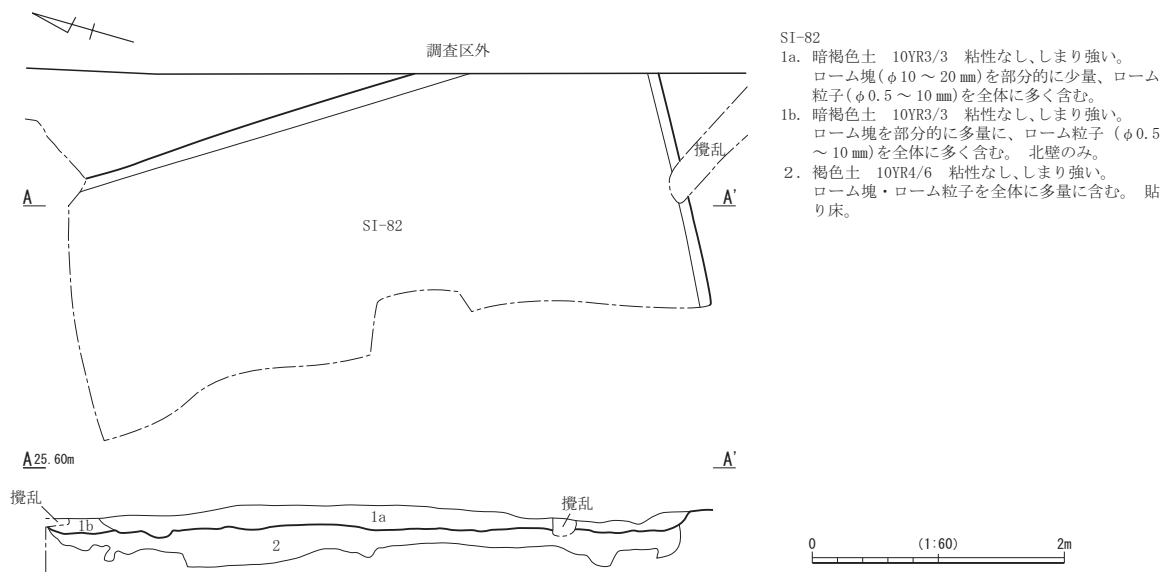 調査区外
攪乱
A
A'
SI-82
SI-82
1a. 暗褐色土 10YR3/3 粘性なし、しまり強い。
ローム塊(φ10～20㎜)を部分的に少量、ローム
粒子(φ0.5～10㎜)を全体に多く含む。
1b. 暗褐色土 10YR3/3 粘性なし、しまり強い。
ローム塊を部分的に多量に、ローム粒子 (φ0.5
～10㎜)を全体に多く含む。 北壁のみ。
2. 褐色土 10YR4/6 粘性なし、しまり強い。
ローム塊・ローム粒子を全体に多量に含む。 貼
り床。
A 25.60m
A'
攪乱
1b
1a
攪乱
2
0 (1:60) 2m